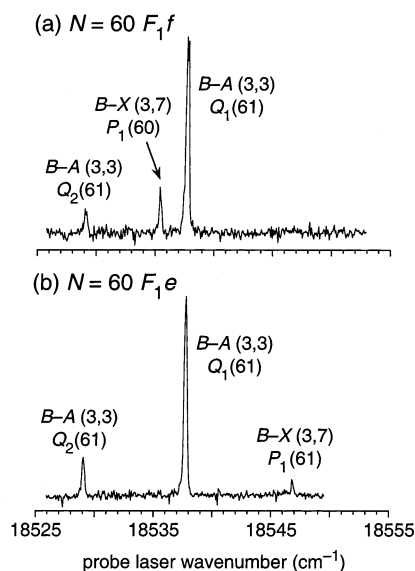 (a) N = 60 F₁f
B–A (3,3)
Q₁(61)
B–X (3,7)
P₁(60)
B–A (3,3)
Q₂(61)
(b) N = 60 F₁e
B–A (3,3)
Q₁(61)
B–A (3,3)
Q₂(61)
B–X (3,7)
P₁(61)
18525 18535 18545 18555
probe laser wavenumber (cm⁻¹)